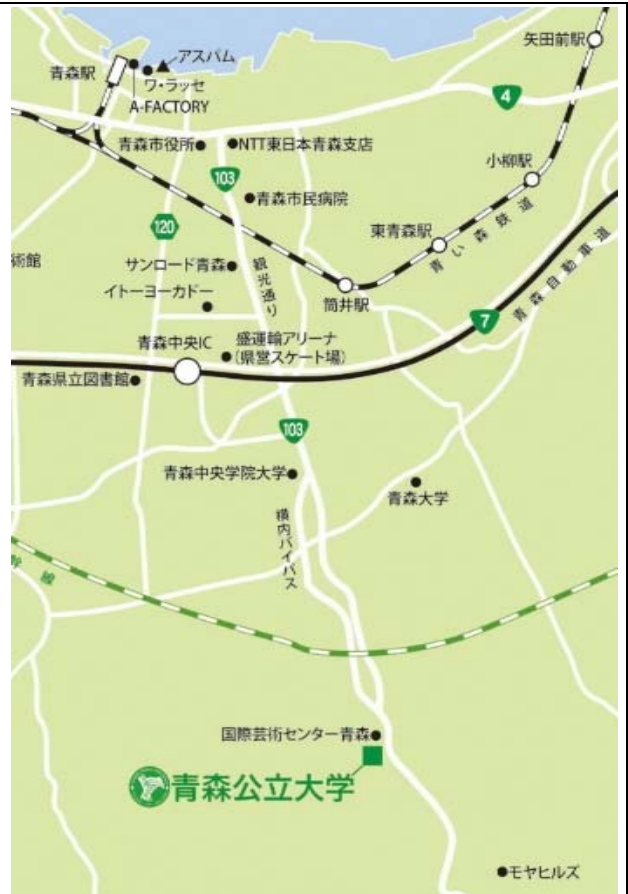 矢田前駅
アスパム
青森駅
ワ・ラッセ
A-FACTORY
4
青森市役所
NTT東日本青森支店
小柳駅
103
青森市民病院
120
東青森駅
青い森鉄道
術館
サンロード青森
観光通り
イトーヨーカドー
筒井駅
7
青森自動車道
青森中央IC
盛運輸アリーナ
(県営スケート場)
青森県立図書館
103
青森中央学院大学
青森大学
横内バイパス
幹線
国際芸術センター青森
青森公立大学
モヤヒルズ